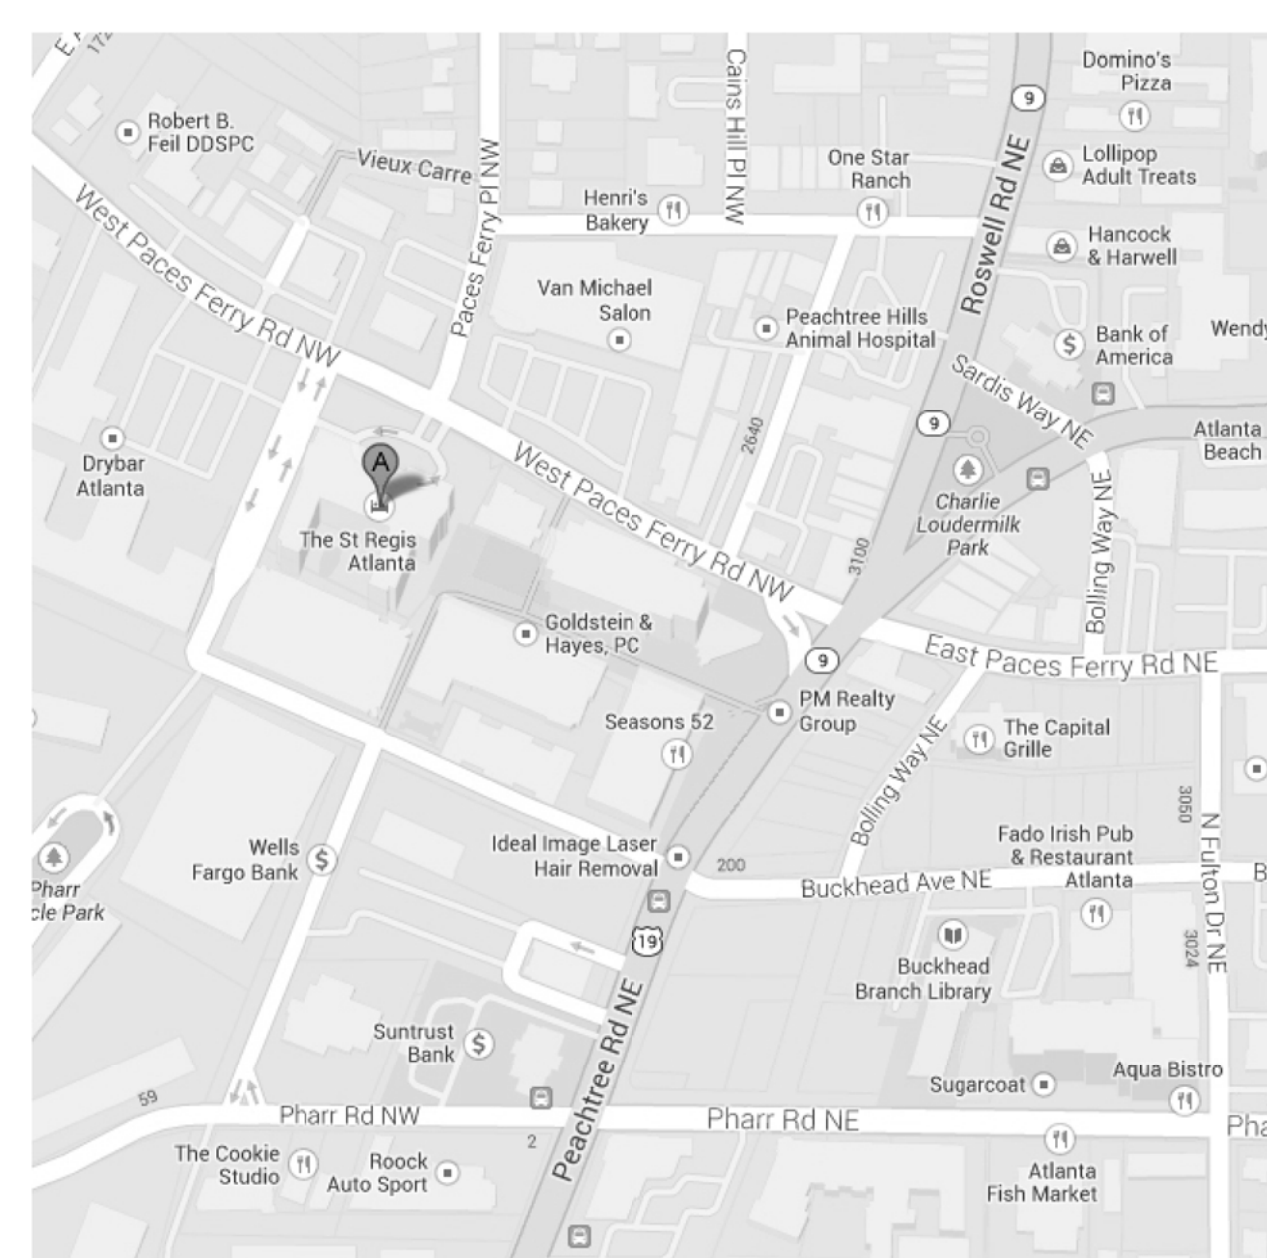 E
172
Robert B.
Feil DDSPC
Vieux Carre
Paces Ferry Pl NW
Cains Hill Pl NW
9
Domino's
Pizza
One Star
Ranch
Lollipop
Adult Treats
Henri's
Bakery
Roswell Rd NE
Hancock
& Harwell
West Paces Ferry Rd NW
Van Michael
Salon
Peachtree Hills
Animal Hospital
Bank of
America
Wendy
Sardis Way NE
9
2640
Atlanta
Beach
Drybar
Atlanta
A
West Paces Ferry Rd NW
Charlie
Loudermilk
Park
The St Regis
Atlanta
3100
Bolling Way NE
Goldstein &
Hayes, PC
9
East Paces Ferry Rd NE
PM Realty
Group
Seasons 52
The Capital
Grille
Bolling Way NE
3050
N Fulton Dr NE
Wells
Fargo Bank
Ideal Image Laser
Hair Removal
200
Buckhead Ave NE
Fado Irish Pub
& Restaurant
Atlanta
B
Pharr
cle Park
19
3024
Buckhead
Branch Library
Suntrust
Bank
Peachtree Rd NE
Sugarcoat
Aqua Bistro
59
Pharr Rd NW
Pharr Rd NE
Pha
2
The Cookie
Studio
Roock
Auto Sport
Atlanta
Fish Market